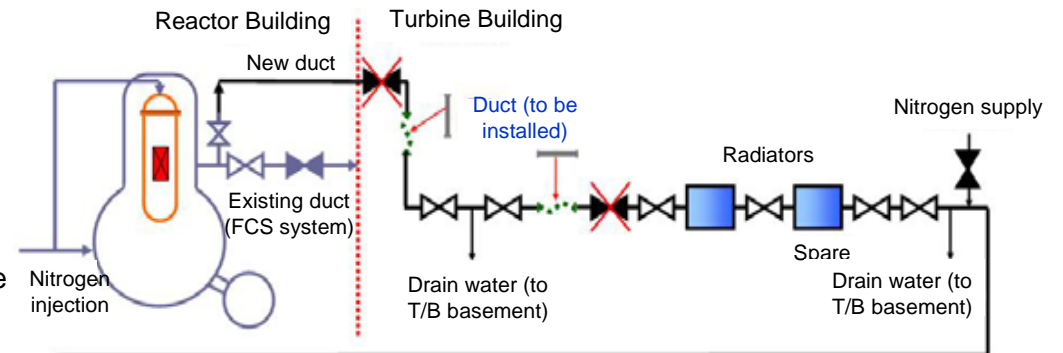 Reactor Building
Turbine Building
New duct
Duct (to be
installed)
Nitrogen supply
Radiators
Existing duct
(FCS system)
Spare
e
Nitrogen
injection
Drain water (to
T/B basement)
Drain water (to
T/B basement)